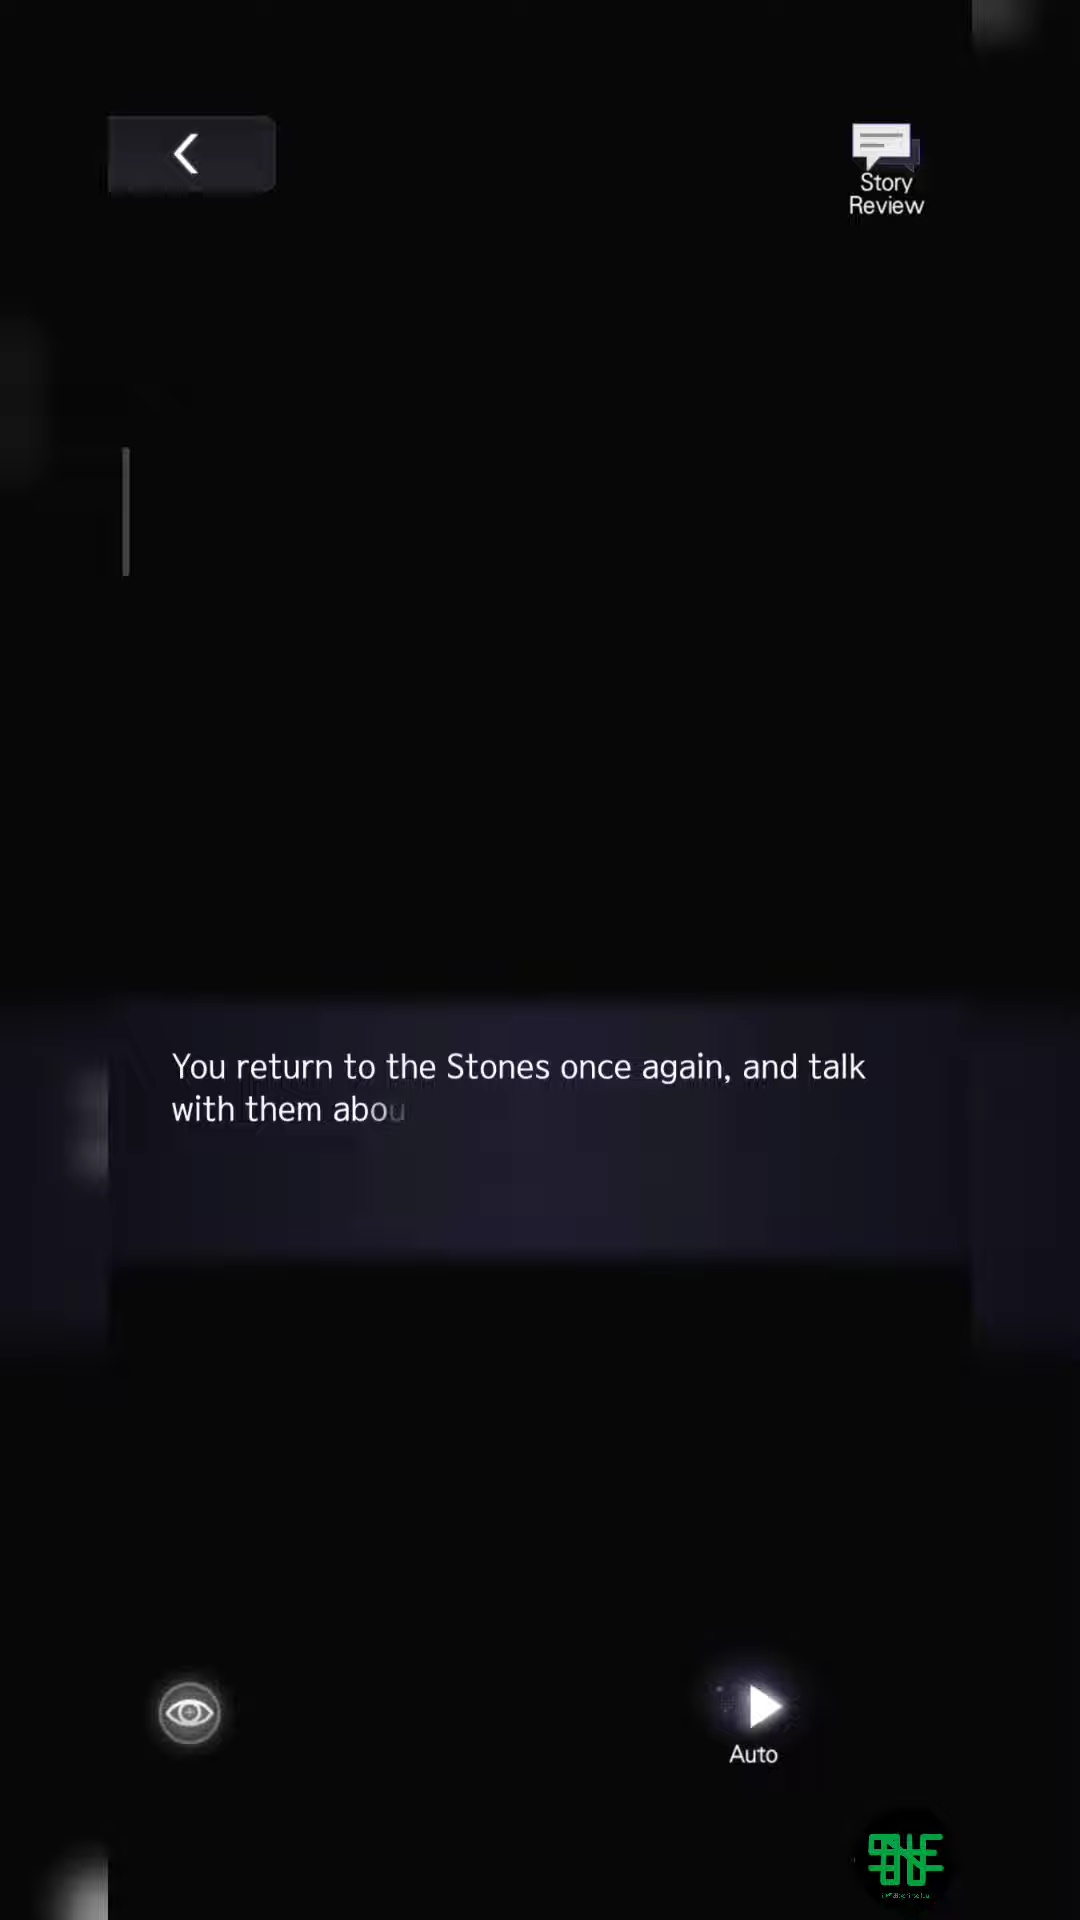 Story
Review
You return to the Stones once again, and talk
with them abou
Auto